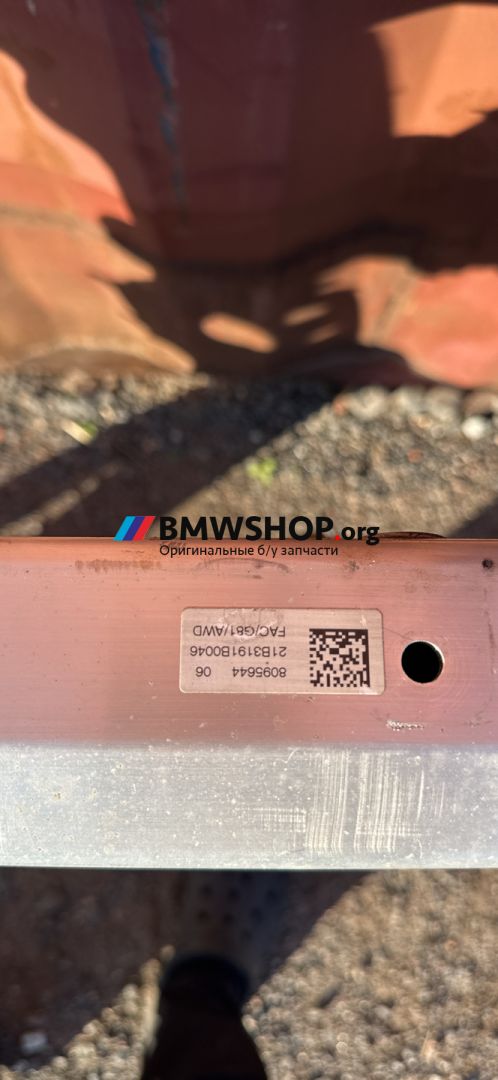 BMWSHOP.org
Оригинальные б/у запчасти
8095644 06
21B3191B0046
FAC/G81/AWD